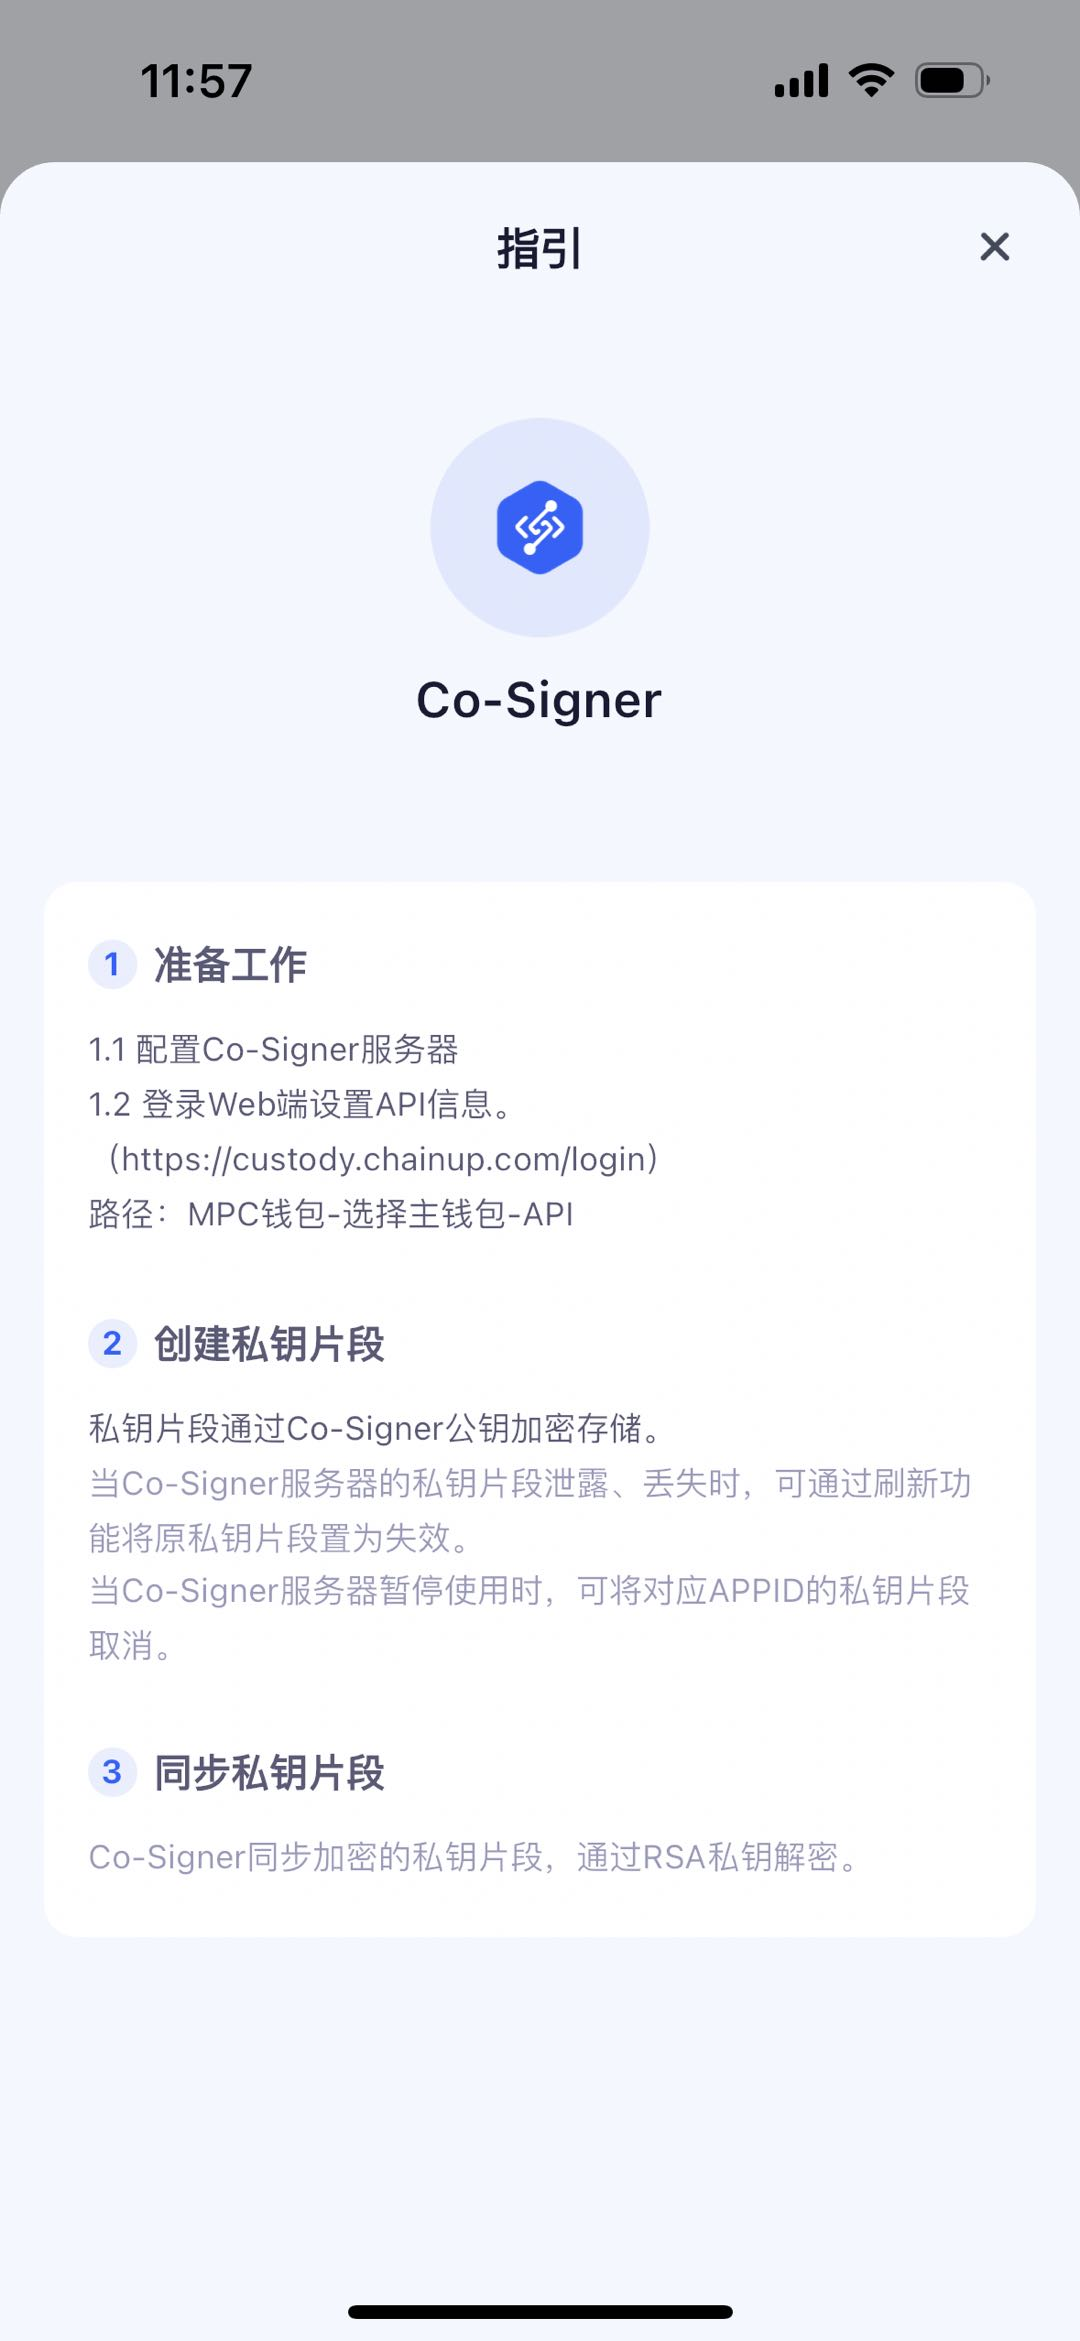 11:57
指引
Co-Signer
1 准备工作
1.1 配置Co-Signer服务器
1.2 登录Web端设置API信息。
（https://custody.chainup.com/login）
路径：MPC钱包-选择主钱包-API
2 创建私钥片段
私钥片段通过Co-Signer公钥加密存储。
当Co-Signer服务器的私钥片段泄露、丢失时，可通过刷新功
能将原私钥片段置为失效。
当Co-Signer服务器暂停使用时，可将对应APPID的私钥片段
取消。
3 同步私钥片段
Co-Signer同步加密的私钥片段，通过RSA私钥解密。